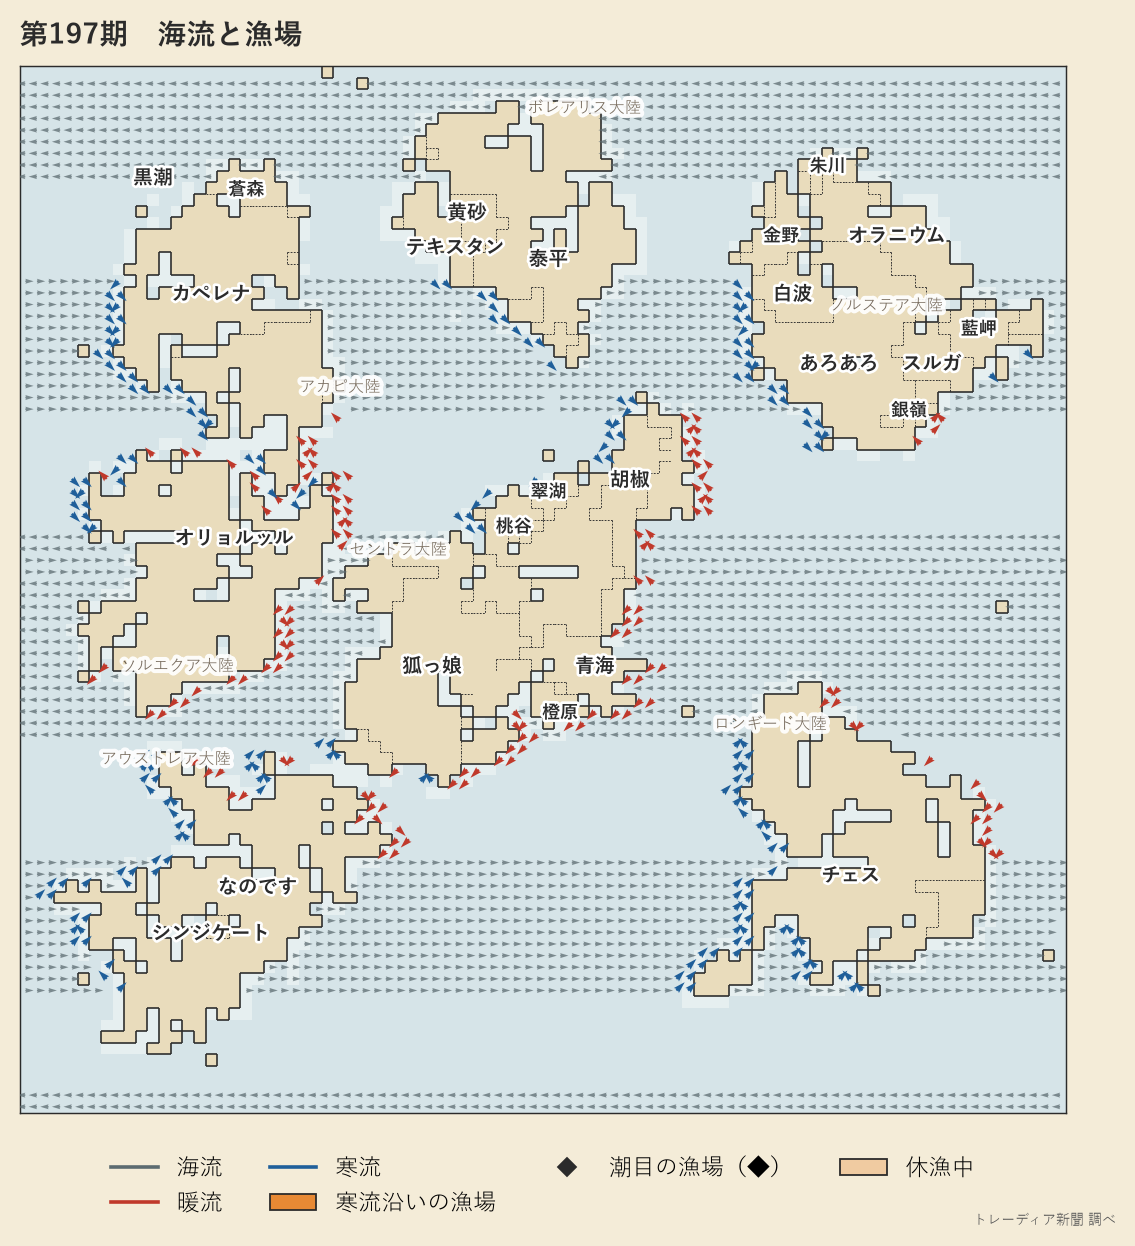 第197期　海流と漁場
ボレアリス大陸
朱川
黒潮
蒼森
黄砂
金野
オラニウム
テキスタン
泰平
カペレナ
白波
ノルステア大陸
藍岬
あろあろ
スルガ
アカピ大陸
銀嶺
胡椒
翠湖
桃谷
オリョルッル
セントラ大陸
ソルエクア大陸
狐っ娘
青海
橙原
ロンギード大陸
アウストレア大陸
チェス
なのです
シンジケート
海流
寒流
潮目の漁場（◆）
休漁中
暖流
寒流沿いの漁場
トレーディア新聞 調べ